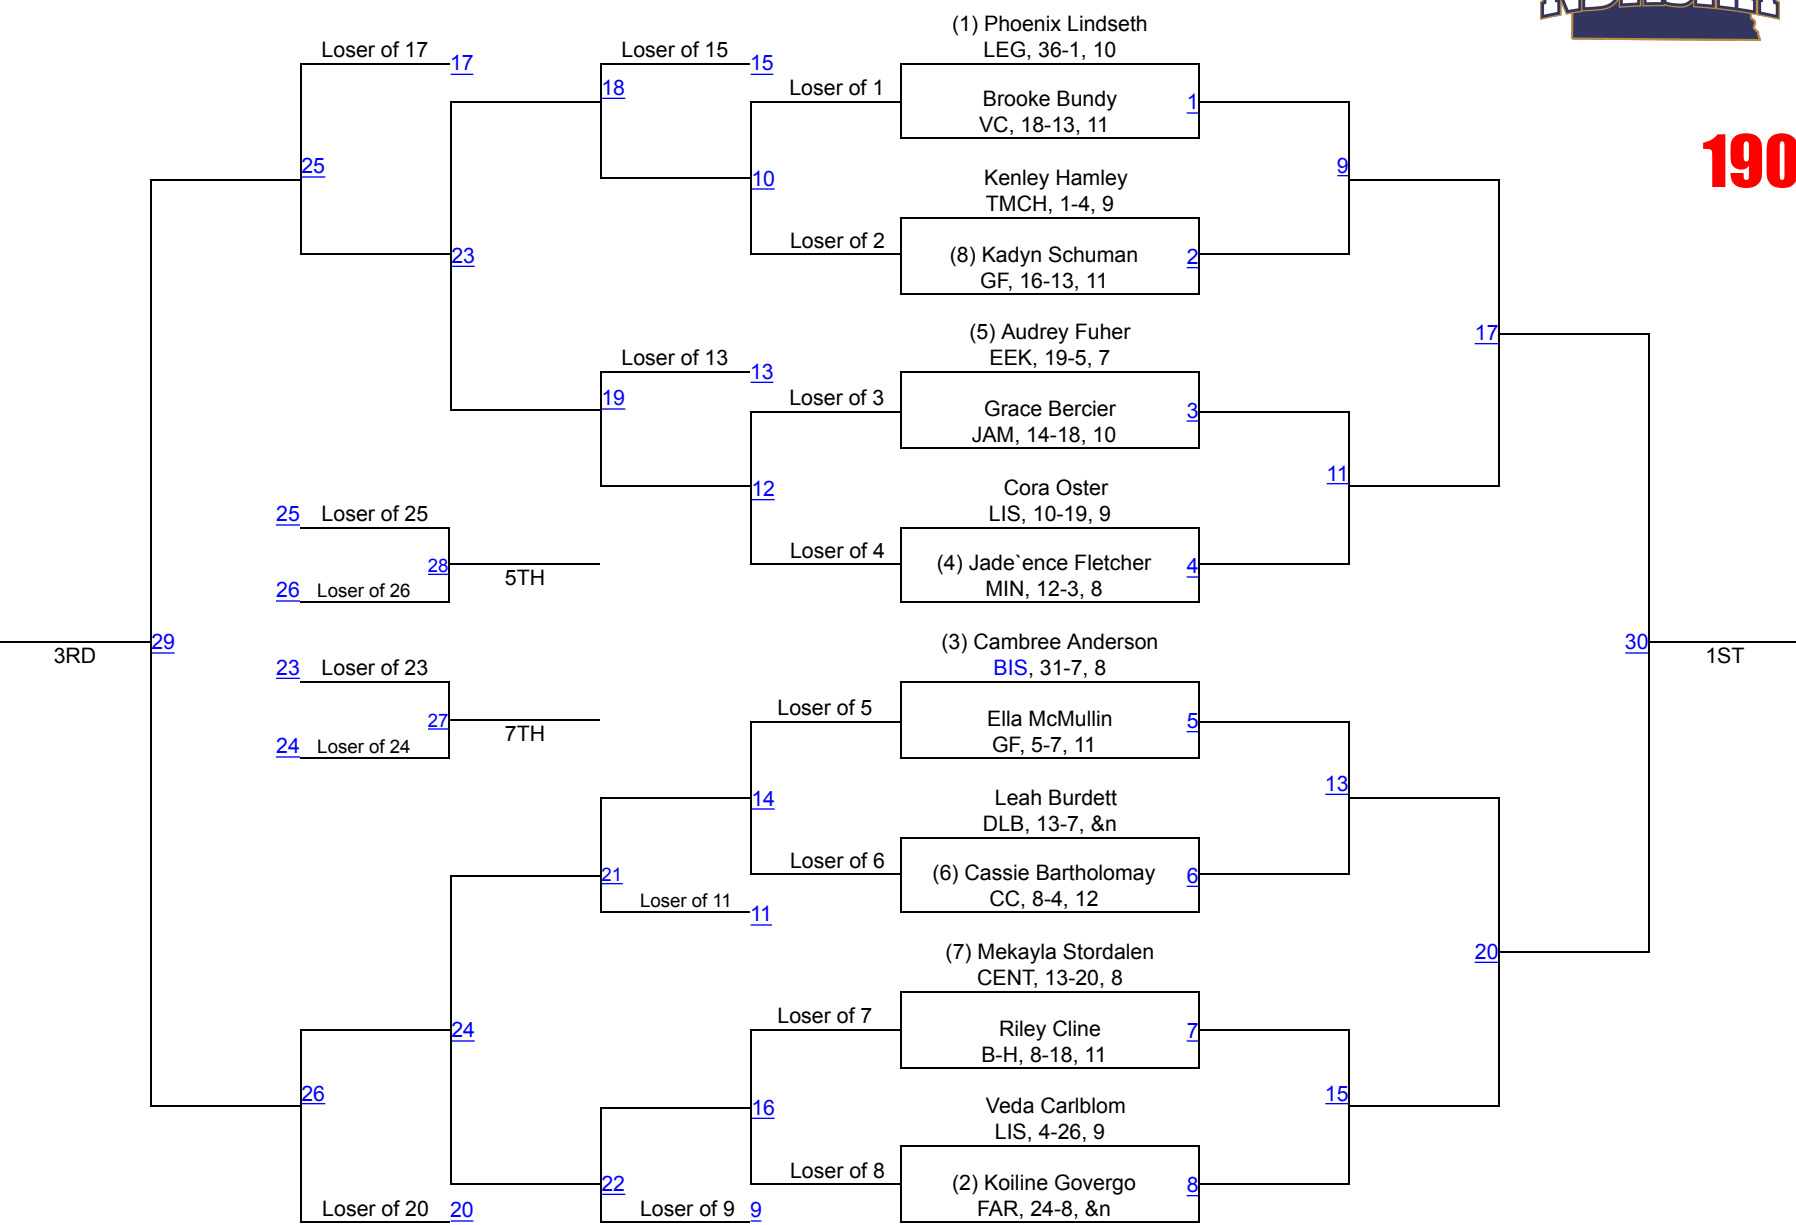 (1) Phoenix Lindseth
LEG, 36-1, 10
Loser of 17
17
Loser of 15
15
18
Loser of 1
Brooke Bundy
VC, 18-13, 11
1
190
25
10
Kenley Hamley
TMCH, 1-4, 9
9
Loser of 2
(8) Kadyn Schuman
GF, 16-13, 11
2
23
(5) Audrey Fuher
EEK, 19-5, 7
17
Loser of 13
13
19
Loser of 3
Grace Bercier
JAM, 14-18, 10
3
12
Cora Oster
LIS, 10-19, 9
11
25
Loser of 25
Loser of 4
(4) Jade`ence Fletcher
MIN, 12-3, 8
4
28
5TH
26
Loser of 26
29
3RD
(3) Cambree Anderson
BIS, 31-7, 8
30
1ST
23
Loser of 23
Loser of 5
Ella McMullin
GF, 5-7, 11
5
27
7TH
24
Loser of 24
14
Leah Burdett
DLB, 13-7, &n
13
21
Loser of 6
(6) Cassie Bartholomay
CC, 8-4, 12
6
Loser of 11
11
(7) Mekayla Stordalen
CENT, 13-20, 8
20
24
Loser of 7
Riley Cline
B-H, 8-18, 11
7
26
16
Veda Carlblom
LIS, 4-26, 9
15
22
Loser of 8
(2) Koiline Govergo
FAR, 24-8, &n
8
Loser of 20
20
Loser of 9
9